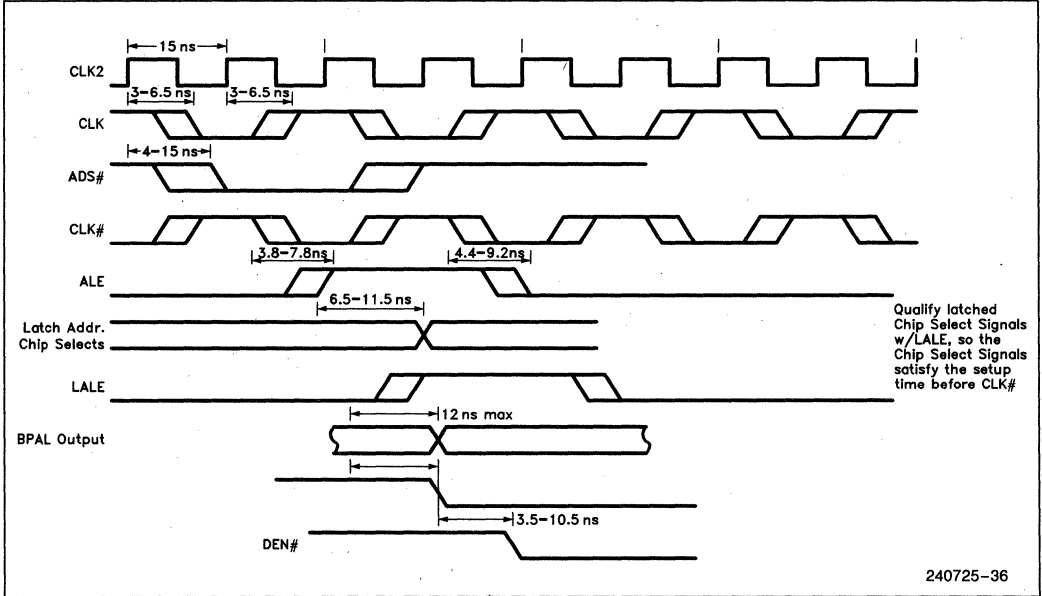 15 ns
CLK2
3-6.5 ns 3-6.5 ns
CLK
4-15 ns
ADS#
CLK#
3.8-7.8ns 4.4-9.2ns
ALE
6.5-11.5 ns
Latch Addr.
Chip Selects
Qualify latched
Chip Select Signals
w/LALE, so the
Chip Select Signals
satisfy the setup
time before CLK#
LALE
12 ns max
BPAL Output
3.5-10.5 ns
DEN#
240725-36